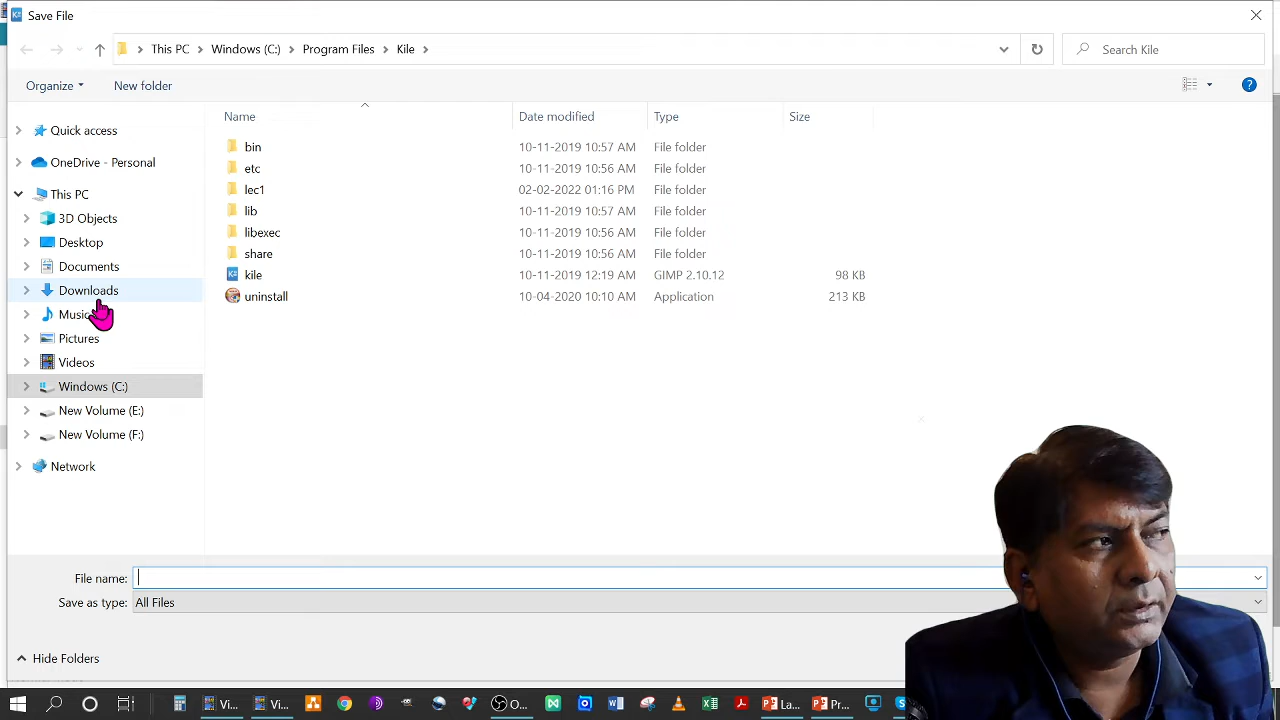 Save File
This PC > Windows (C:) > Program Files > Kile >
Search Kile
Organize
New folder
Name Date modified Type Size
bin 10-11-2019 10:57 AM File folder
etc 10-11-2019 10:56 AM File folder
lec1 02-02-2022 01:16 PM File folder
lib 10-11-2019 10:57 AM File folder
libexec 10-11-2019 10:56 AM File folder
share 10-11-2019 10:56 AM File folder
kile 10-11-2019 12:19 AM GIMP 2.10.12 98 KB
uninstall 10-04-2020 10:10 AM Application 213 KB
Quick access
OneDrive - Personal
This PC
3D Objects
Desktop
Documents
Downloads
Music
Pictures
Videos
Windows (C:)
New Volume (E:)
New Volume (F:)
Network
File name:
Save as type: All Files
Hide Folders
Vi... Vi... O... La... Pr...